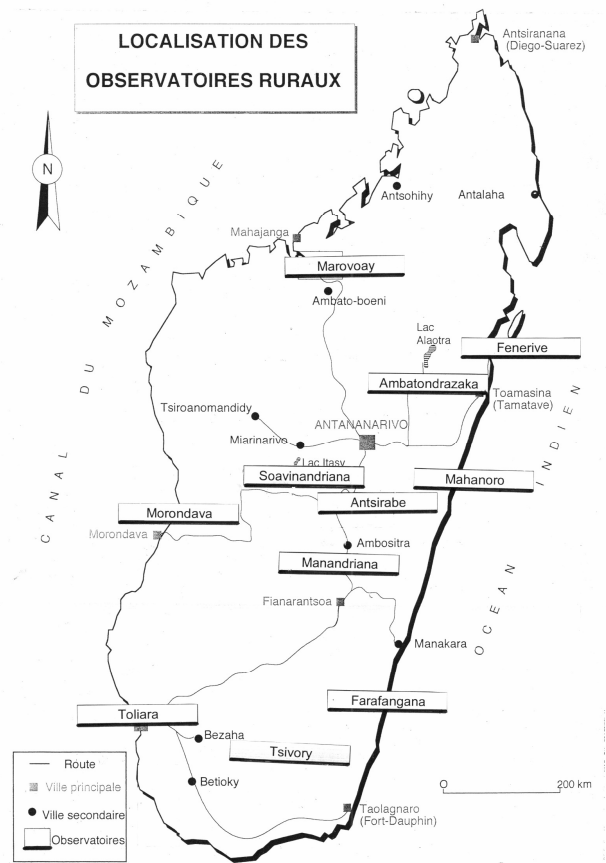 LOCALISATION DES
OBSERVATOIRES RURAUX
Antsiranana
(Diego-Suarez)
N
Antsohihy
Antalaha
CANAL DU MOZAMBiQUE
Mahajanga
Marovoay
Ambato-boeni
Lac
Alaotra
Fenerive
Ambatondrazaka
Toamasina
(Tamatave)
Tsiroanomandidy
ANTANANARIVO
Miarinarivo
Lac Itasy
Soavinandriana
Mahanoro
Antsirabe
Morondava
Morondava
Ambositra
Manandriana
OCEAN INDIEN
Fianarantsoa
Manakara
Farafangana
Toliara
Bezaha
Tsivory
Betioky
Taolagnaro
(Fort-Dauphin)
Route
Ville principale
Ville secondaire
Observatoires
O 200 km